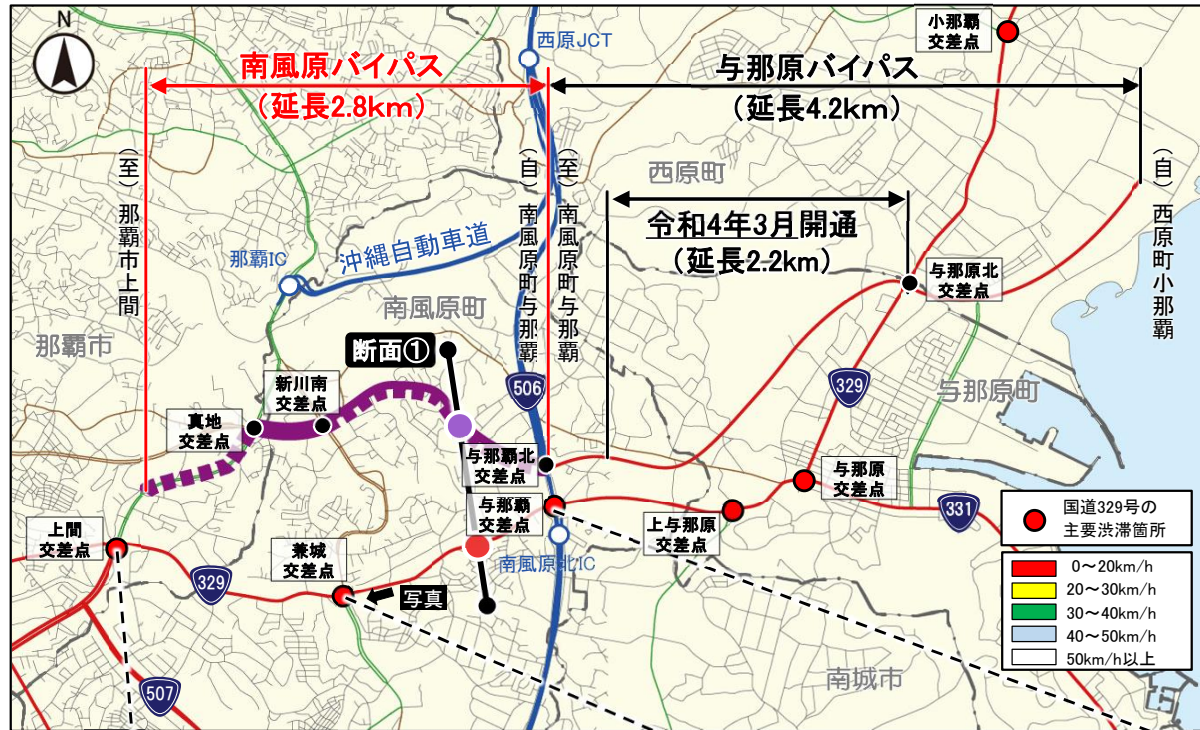 N
小那覇
交差点
西原JCT
南風原バイパス
(延長2.8km)
与那原バイパス
(延長4.2km)
(至)那覇市上間
(自)南風原町与那覇
(至)南風原町与那覇
(自)西原町小那覇
西原町
令和4年3月開通
(延長2.2km)
那覇IC
沖縄自動車道
与那原北
交差点
南風原町
那覇市
断面①
506
329
与那原町
新川南
交差点
真地
交差点
与那覇北
交差点
与那原
交差点
与那覇
交差点
上与那原
交差点
331
国道329号の
主要渋滞箇所
上間
交差点
兼城
交差点
南風原北IC
329
写真
0～20km/h
20～30km/h
30～40km/h
40～50km/h
50km/h以上
南城市
507